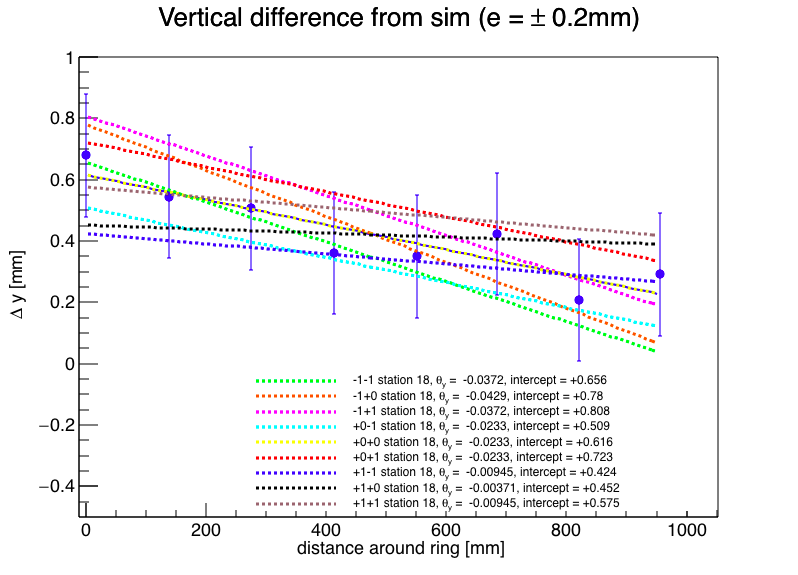 Vertical difference from sim (e = ± 0.2mm)
Δ y [mm]
1
0.8
0.6
0.4
0.2
0
−0.2
−0.4
-1-1 station 18, θy = -0.0372, intercept = +0.656
-1+0 station 18, θy = -0.0429, intercept = +0.78
-1+1 station 18, θy = -0.0372, intercept = +0.808
+0-1 station 18, θy = -0.0233, intercept = +0.509
+0+0 station 18, θy = -0.0233, intercept = +0.616
+0+1 station 18, θy = -0.0233, intercept = +0.723
+1-1 station 18, θy = -0.00945, intercept = +0.424
+1+0 station 18, θy = -0.00371, intercept = +0.452
+1+1 station 18, θy = -0.00945, intercept = +0.575
0 200 400 600 800 1000
distance around ring [mm]